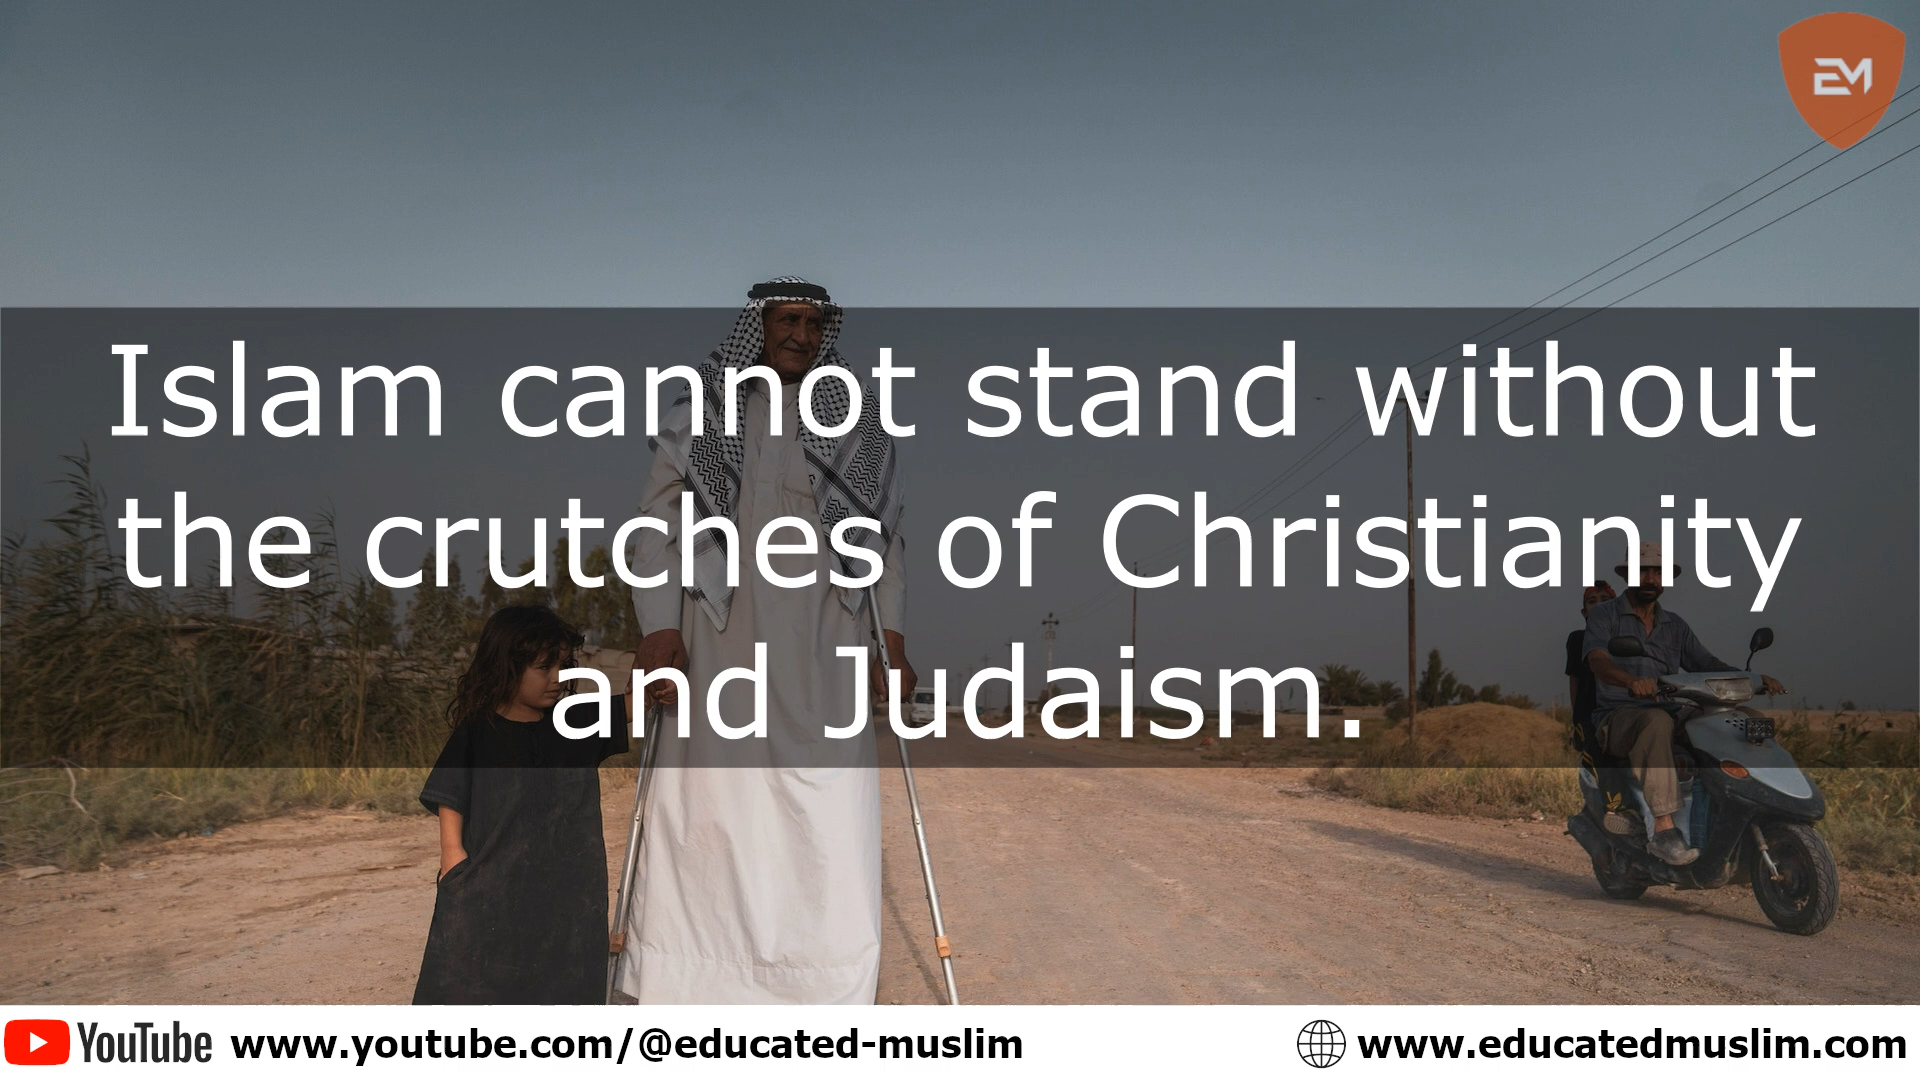 EM
Islam cannot stand without
the crutches of Christianity
and Judaism.
YouTube www.youtube.com/@educated-muslim www.educatedmuslim.com